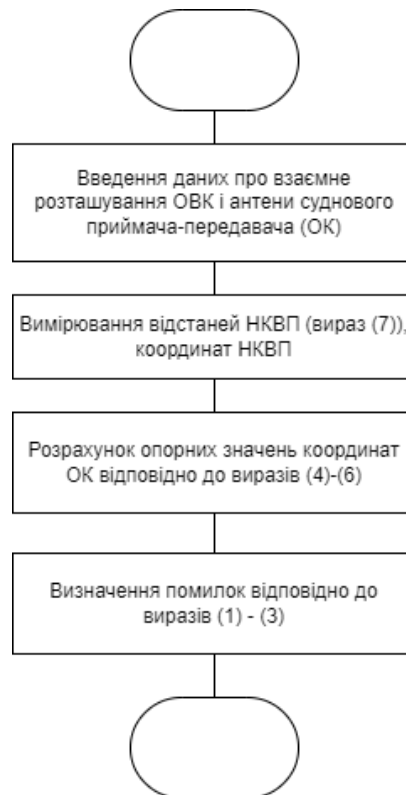 Введення даних про взаємне
розташування ОВК і антени суднового
приймача-передавача (ОК)
Вимірювання відстаней НКВП (вираз (7)),
координат НКВП
Розрахунок опорних значень координат
ОК відповідно до виразів (4)-(6)
Визначення помилок відповідно до
виразів (1) - (3)